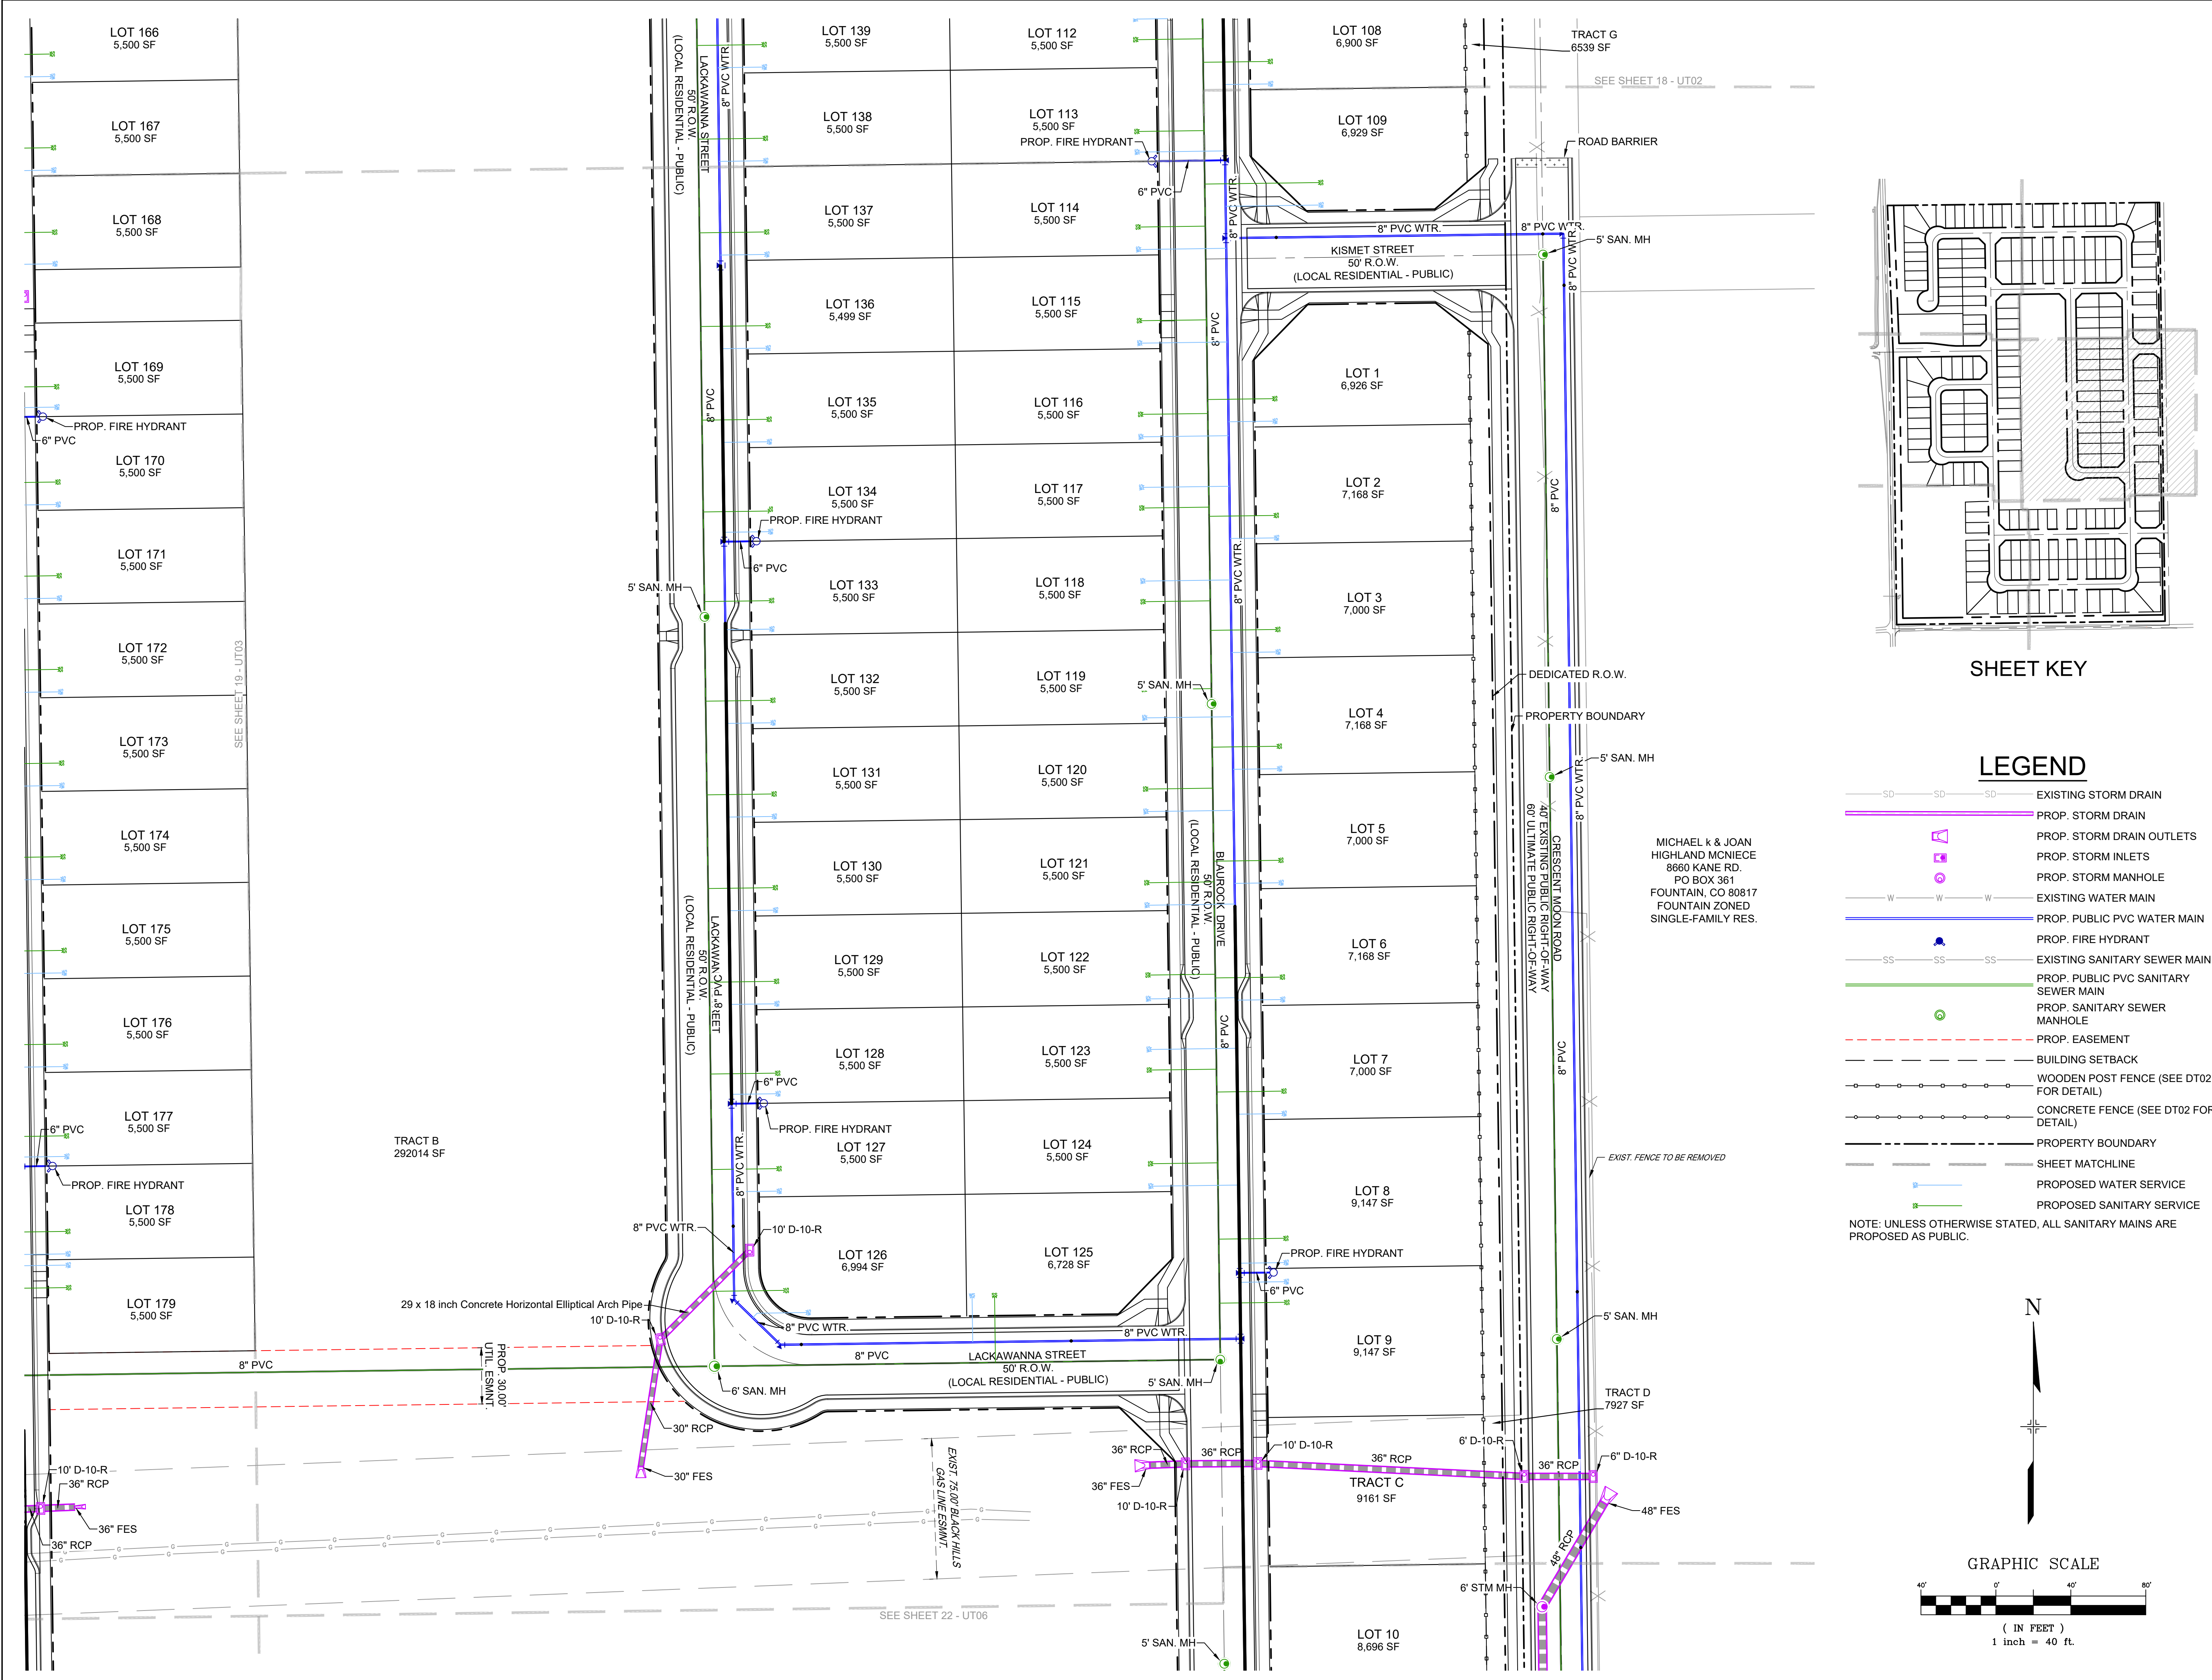 LOT 166
5,500 SF
LOT 167
5,500 SF
LOT 168
5,500 SF
LOT 169
5,500 SF
PROP. FIRE HYDRANT
6" PVC
LOT 170
5,500 SF
LOT 171
5,500 SF
LOT 172
5,500 SF
LOT 173
5,500 SF
LOT 174
5,500 SF
LOT 175
5,500 SF
LOT 176
5,500 SF
LOT 177
5,500 SF
6" PVC
PROP. FIRE HYDRANT
LOT 178
5,500 SF
LOT 179
5,500 SF
SEE SHEET 19 - UT03
TRACT B
292014 SF
8" PVC
PROP. 30.00'
UTIL. ESMNT.
10' D-10-R
36" RCP
36" FES
36" RCP
(LOCAL RESIDENTIAL - PUBLIC)
50' R.O.W.
LACKAWANNA STREET
8" PVC WTR.
8" PVC
5' SAN. MH
PROP. FIRE HYDRANT
6" PVC
(LOCAL RESIDENTIAL - PUBLIC)
50' R.O.W.
LACKAWANNA STREET
8" PVC
6" PVC
PROP. FIRE HYDRANT
8" PVC WTR.
8" PVC WTR.
10' D-10-R
29 x 18 inch Concrete Horizontal Elliptical Arch Pipe
10' D-10-R
6' SAN. MH
30" RCP
30" FES
LOT 139
5,500 SF
LOT 138
5,500 SF
LOT 137
5,500 SF
LOT 136
5,499 SF
LOT 135
5,500 SF
LOT 134
5,500 SF
LOT 133
5,500 SF
LOT 132
5,500 SF
LOT 131
5,500 SF
LOT 130
5,500 SF
LOT 129
5,500 SF
LOT 128
5,500 SF
LOT 127
5,500 SF
LOT 126
6,994 SF
LOT 112
5,500 SF
LOT 113
5,500 SF
PROP. FIRE HYDRANT
6" PVC
LOT 114
5,500 SF
LOT 115
5,500 SF
LOT 116
5,500 SF
LOT 117
5,500 SF
LOT 118
5,500 SF
LOT 119
5,500 SF
5' SAN. MH
LOT 120
5,500 SF
LOT 121
5,500 SF
LOT 122
5,500 SF
LOT 123
5,500 SF
LOT 124
5,500 SF
LOT 125
6,728 SF
8" PVC WTR.
8" PVC WTR.
8" PVC
LACKAWANNA STREET
50' R.O.W.
(LOCAL RESIDENTIAL - PUBLIC)
5' SAN. MH
EXIST. 75.00' BLACK HILLS
GAS LINE ESMNT.
G G G G G G G G G G G G G G
G G G G G G G G G G G G G G
SEE SHEET 22 - UT06
8" PVC WTR.
8" PVC
8" PVC WTR.
(LOCAL RESIDENTIAL - PUBLIC)
50' R.O.W.
BLAUROCK DRIVE
8" PVC
PROP. FIRE HYDRANT
6" PVC
36" RCP
36" RCP
10' D-10-R
36" FES
10' D-10-R
5' SAN. MH
LOT 108
6,900 SF
LOT 109
6,929 SF
TRACT G
6539 SF
SEE SHEET 18 - UT02
ROAD BARRIER
8" PVC WTR.
8" PVC WTR.
8" PVC WTR.
5' SAN. MH
KISMET STREET
50' R.O.W.
(LOCAL RESIDENTIAL - PUBLIC)
LOT 1
6,926 SF
LOT 2
7,168 SF
LOT 3
7,000 SF
LOT 4
7,168 SF
LOT 5
7,000 SF
LOT 6
7,168 SF
LOT 7
7,000 SF
LOT 8
9,147 SF
LOT 9
9,147 SF
36" RCP
TRACT C
9161 SF
LOT 10
8,696 SF
8" PVC
DEDICATED R.O.W.
PROPERTY BOUNDARY
5' SAN. MH
8" PVC WTR.
CRESCENT MOON ROAD
40' EXISTING PUBLIC RIGHT-OF-WAY
60' ULTIMATE PUBLIC RIGHT-OF-WAY
8" PVC
MICHAEL k & JOAN
HIGHLAND MCNIECE
8660 KANE RD.
PO BOX 361
FOUNTAIN, CO 80817
FOUNTAIN ZONED
SINGLE-FAMILY RES.
EXIST. FENCE TO BE REMOVED
5' SAN. MH
TRACT D
7927 SF
6' D-10-R
36" RCP
6" D-10-R
48" FES
48" RCP
6' STM MH
SHEET KEY
LEGEND
SD SD SD EXISTING STORM DRAIN
PROP. STORM DRAIN
PROP. STORM DRAIN OUTLETS
PROP. STORM INLETS
PROP. STORM MANHOLE
W W W EXISTING WATER MAIN
PROP. PUBLIC PVC WATER MAIN
PROP. FIRE HYDRANT
SS SS SS EXISTING SANITARY SEWER MAIN
PROP. PUBLIC PVC SANITARY
SEWER MAIN
PROP. SANITARY SEWER
MANHOLE
PROP. EASEMENT
BUILDING SETBACK
WOODEN POST FENCE (SEE DT02
FOR DETAIL)
CONCRETE FENCE (SEE DT02 FOR
DETAIL)
PROPERTY BOUNDARY
SHEET MATCHLINE
PROPOSED WATER SERVICE
PROPOSED SANITARY SERVICE
NOTE: UNLESS OTHERWISE STATED, ALL SANITARY MAINS ARE
PROPOSED AS PUBLIC.
N
GRAPHIC SCALE
40' 0' 40' 80'
( IN FEET )
1 inch = 40 ft.